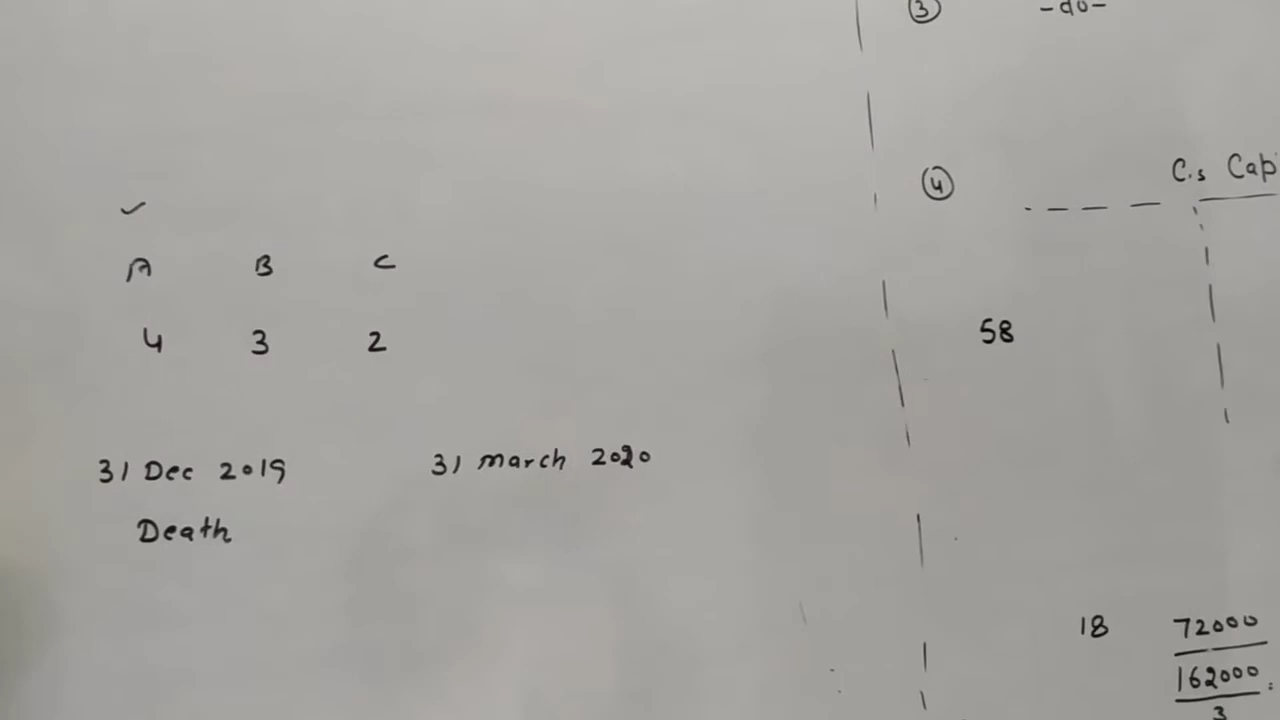 ③ -do-
④ C.s Cap
A B C
58
4 3 2
31 Dec 2019 31 march 2020
Death
18 72000
162000
3